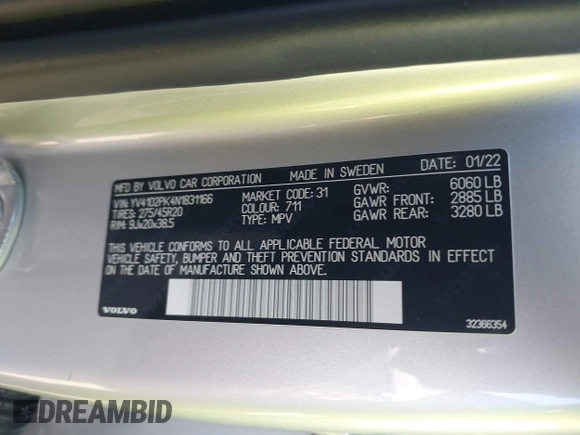 MFD BY VOLVO CAR CORPORATION MADE IN SWEDEN DATE: 01/22
VIN: YV4102PK4N1831166 MARKET CODE: 31 GVWR: 6060 LB
TIRES: 275/45R20 COLOUR: 711 GAWR FRONT: 2885 LB
RIM: 9Jx20x38.5 TYPE: MPV GAWR REAR: 3280 LB
THIS VEHICLE CONFORMS TO ALL APPLICABLE FEDERAL MOTOR
VEHICLE SAFETY, BUMPER AND THEFT PREVENTION STANDARDS IN EFFECT
ON THE DATE OF MANUFACTURE SHOWN ABOVE.
VOLVO 32366354
DREAMBID